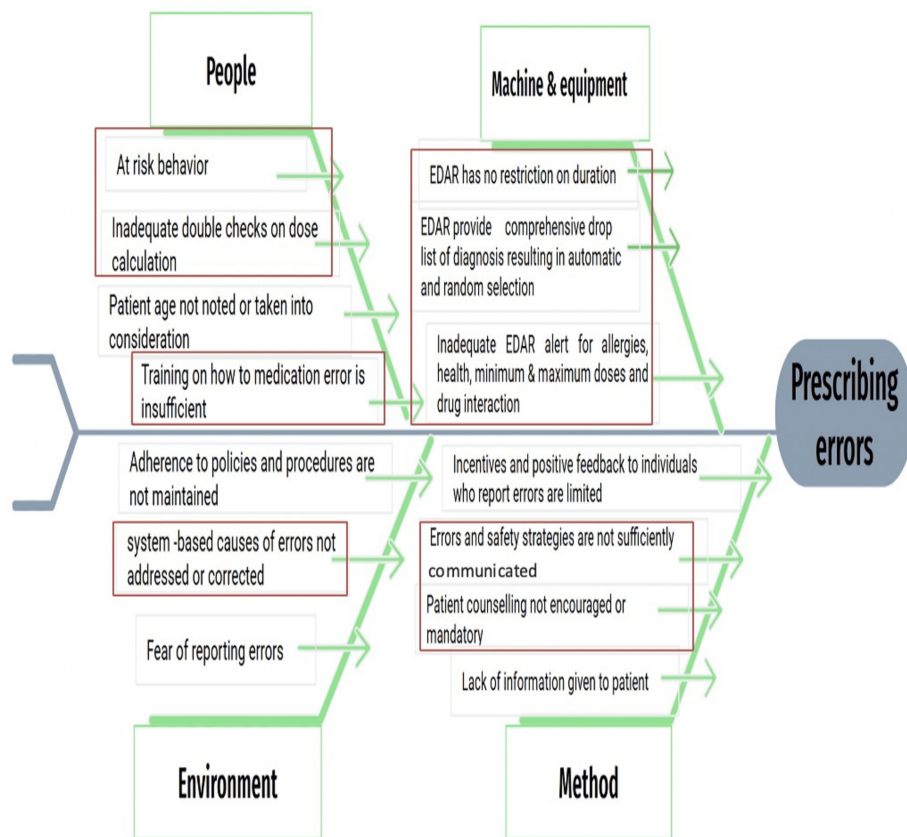 People
At risk behavior
Inadequate double checks on dose
calculation
Patient age not noted or taken into
consideration
Training on how to medication error is
insufficient
Machine & equipment
EDAR has no restriction on duration
EDAR provide comprehensive drop
list of diagnosis resulting in automatic
and random selection
Inadequate EDAR alert for allergies,
health, minimum & maximum doses and
drug interaction
Prescribing
errors
Adherence to policies and procedures are
not maintained
system -based causes of errors not
addressed or corrected
Fear of reporting errors
Environment
Incentives and positive feedback to individuals
who report errors are limited
Errors and safety strategies are not sufficiently
communicated
Patient counselling not encouraged or
mandatory
Lack of information given to patient
Method